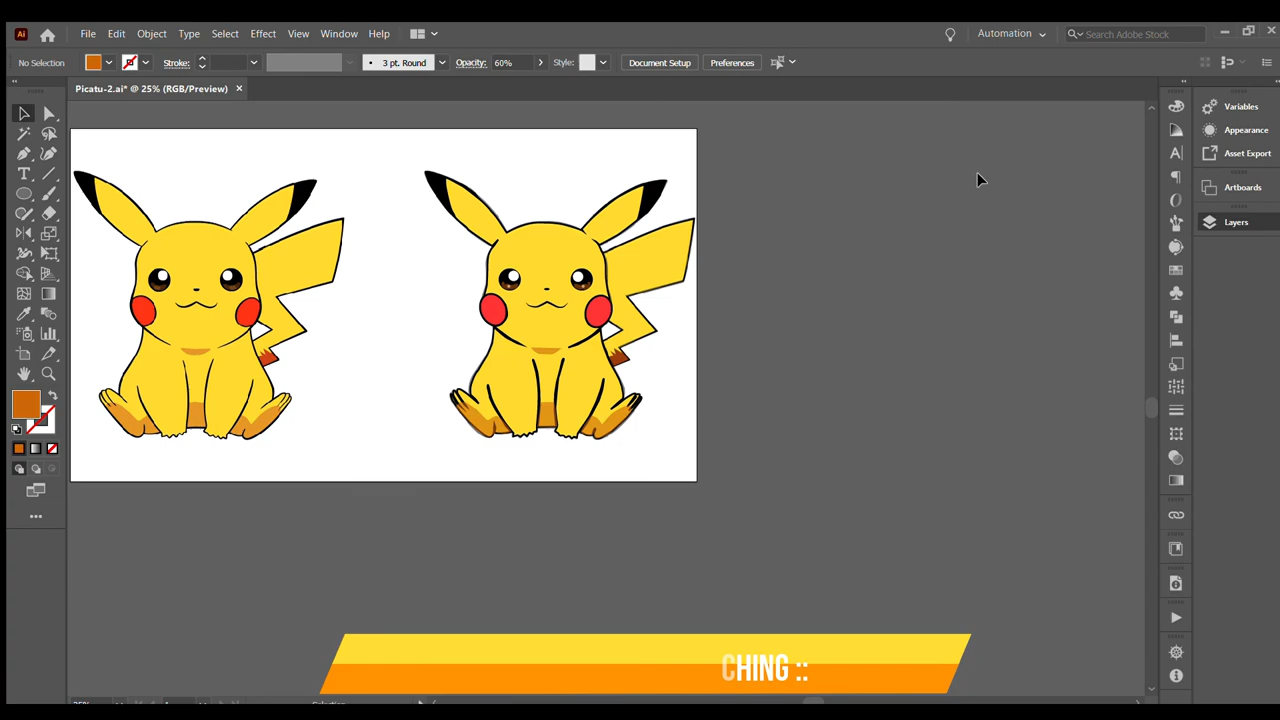 Ai File Edit Object Type Select Effect View Window Help Automation Search Adobe Stock
No Selection Stroke: 3 pt. Round Opacity: 60% Style: Document Setup Preferences
Picatu-2.ai* @ 25% (RGB/Preview) ×
Variables
Appearance
Asset Export
Artboards
Layers
CHING ::